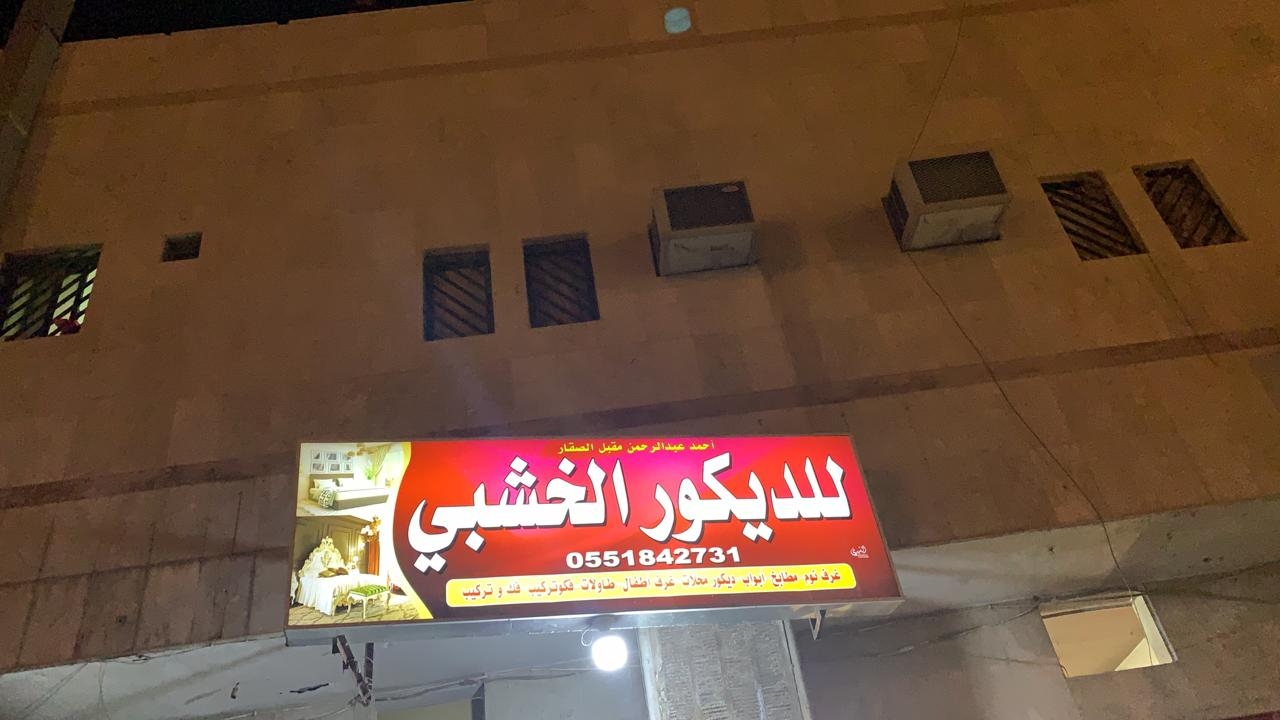 أحمد عبدالرحمن مقبل الصقار
للديكور الخشبي
0551842731
غرف نوم مطابخ ابواب ديكور محلات غرف اطفال طاولات فكوتركيب فك و تركيب